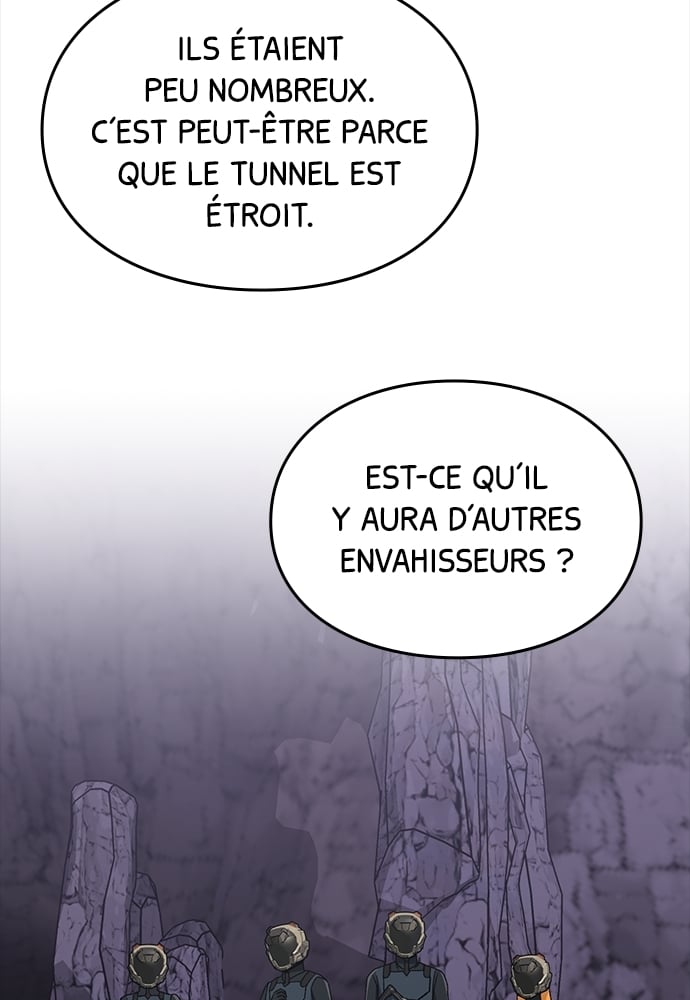 ILS ÉTAIENT
PEU NOMBREUX.
C'EST PEUT-ÊTRE PARCE
QUE LE TUNNEL EST
ÉTROIT.
EST-CE QU'IL
Y AURA D'AUTRES
ENVAHISSEURS ?